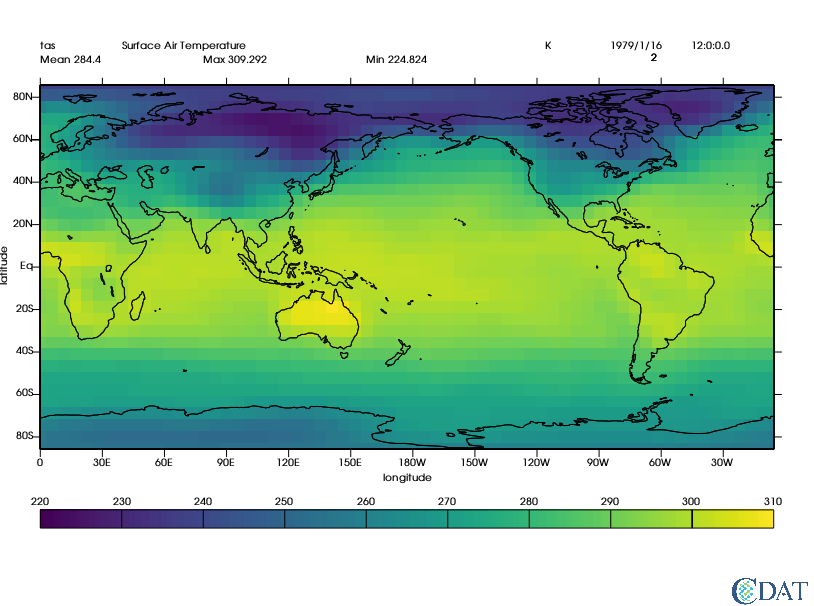 tas Surface Air Temperature K 1979/1/16 12:0:0.0
Mean 284.4 Max 309.292 Min 224.824 2
80N
60N
40N
20N
Eq
20S
40S
60S
80S
latitude
0 30E 60E 90E 120E 150E 180W 150W 120W 90W 60W 30W
longitude
220 230 240 250 260 270 280 290 300 310
CDAT